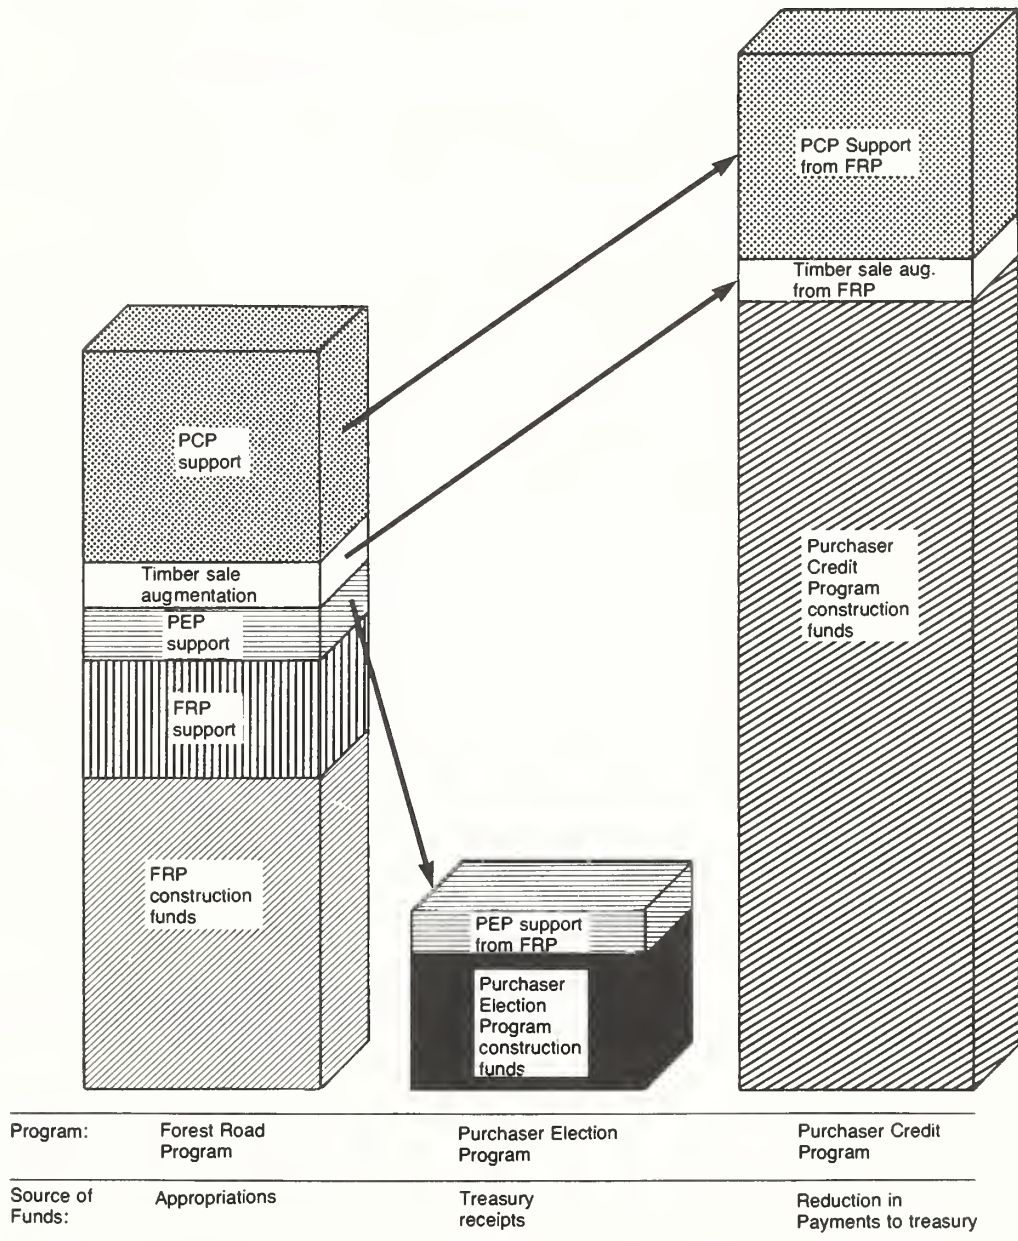 PCP Support
from FRP
Timber sale aug.
from FRP
PCP
support
Timber sale
augmentation
PEP
support
FRP
support
Purchaser
Credit
Program
construction
funds
FRP
construction
funds
PEP support
from FRP
Purchaser
Election
Program
construction
funds
Program: Forest Road Program
Purchaser Election Program
Purchaser Credit Program
Source of Funds: Appropriations
Treasury receipts
Reduction in Payments to treasury